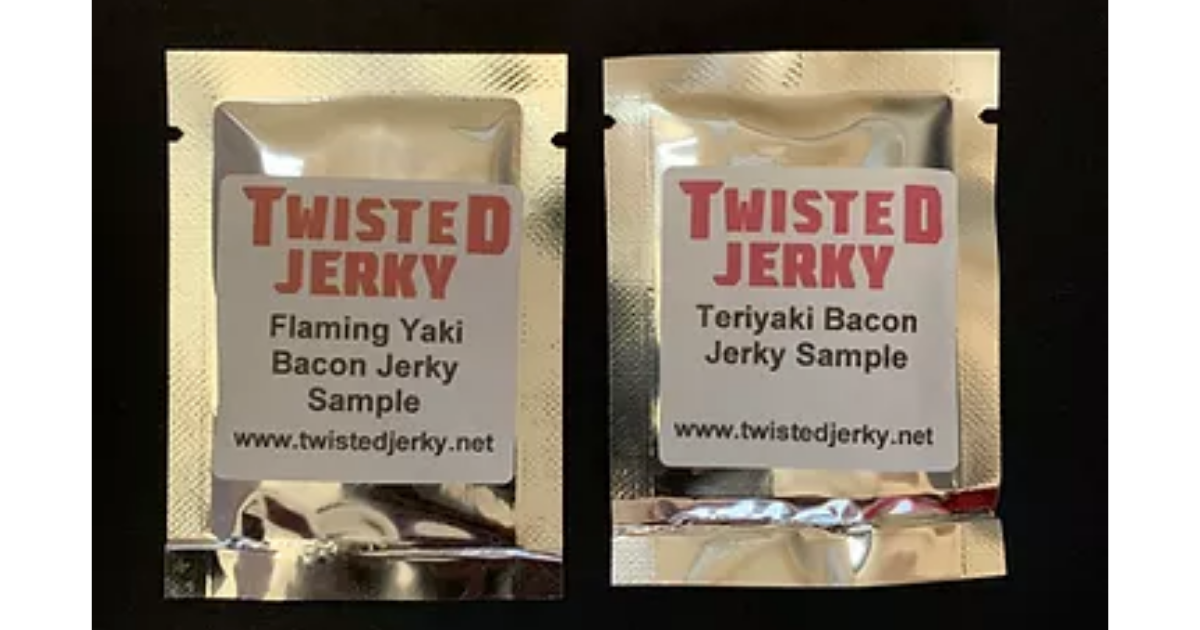 TWISTED
JERKY
Flaming Yaki
Bacon Jerky
Sample
www.twistedjerky.net
TWISTED
JERKY
Teriyaki Bacon
Jerky Sample
www.twistedjerky.net